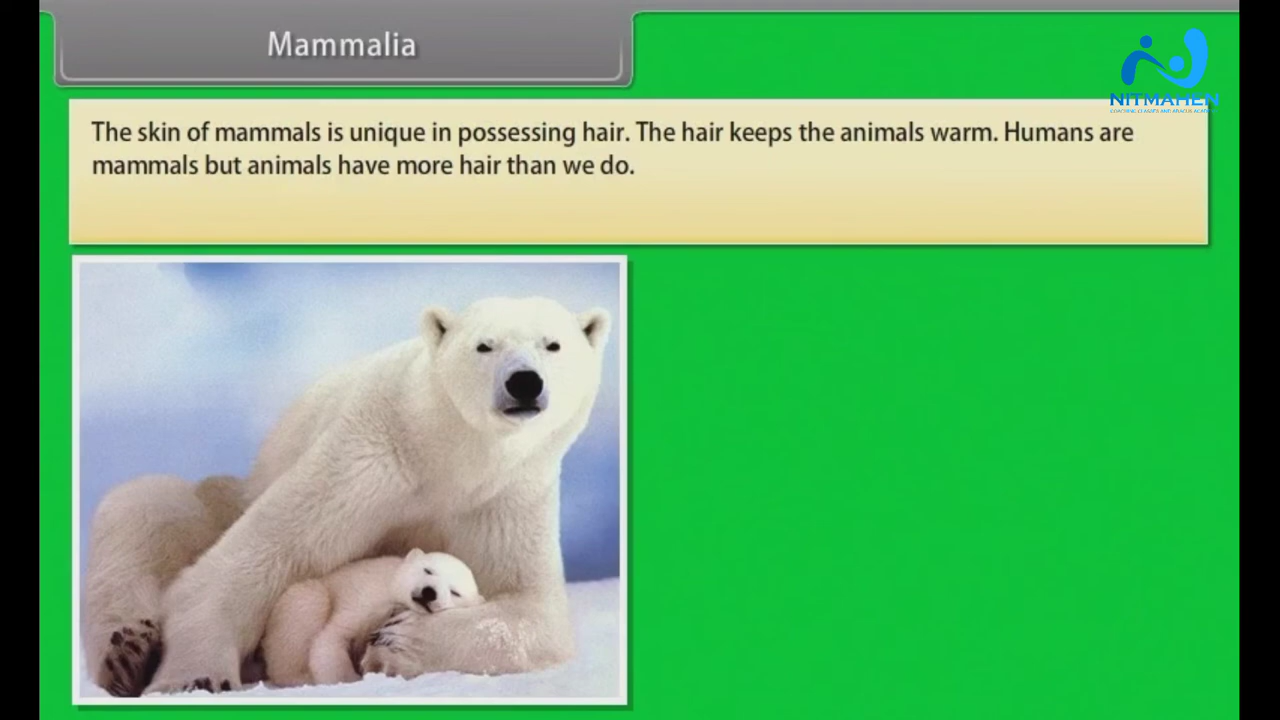 Mammalia
NITMAHEN
The skin of mammals is unique in possessing hair. The hair keeps the animals warm. Humans are
mammals but animals have more hair than we do.